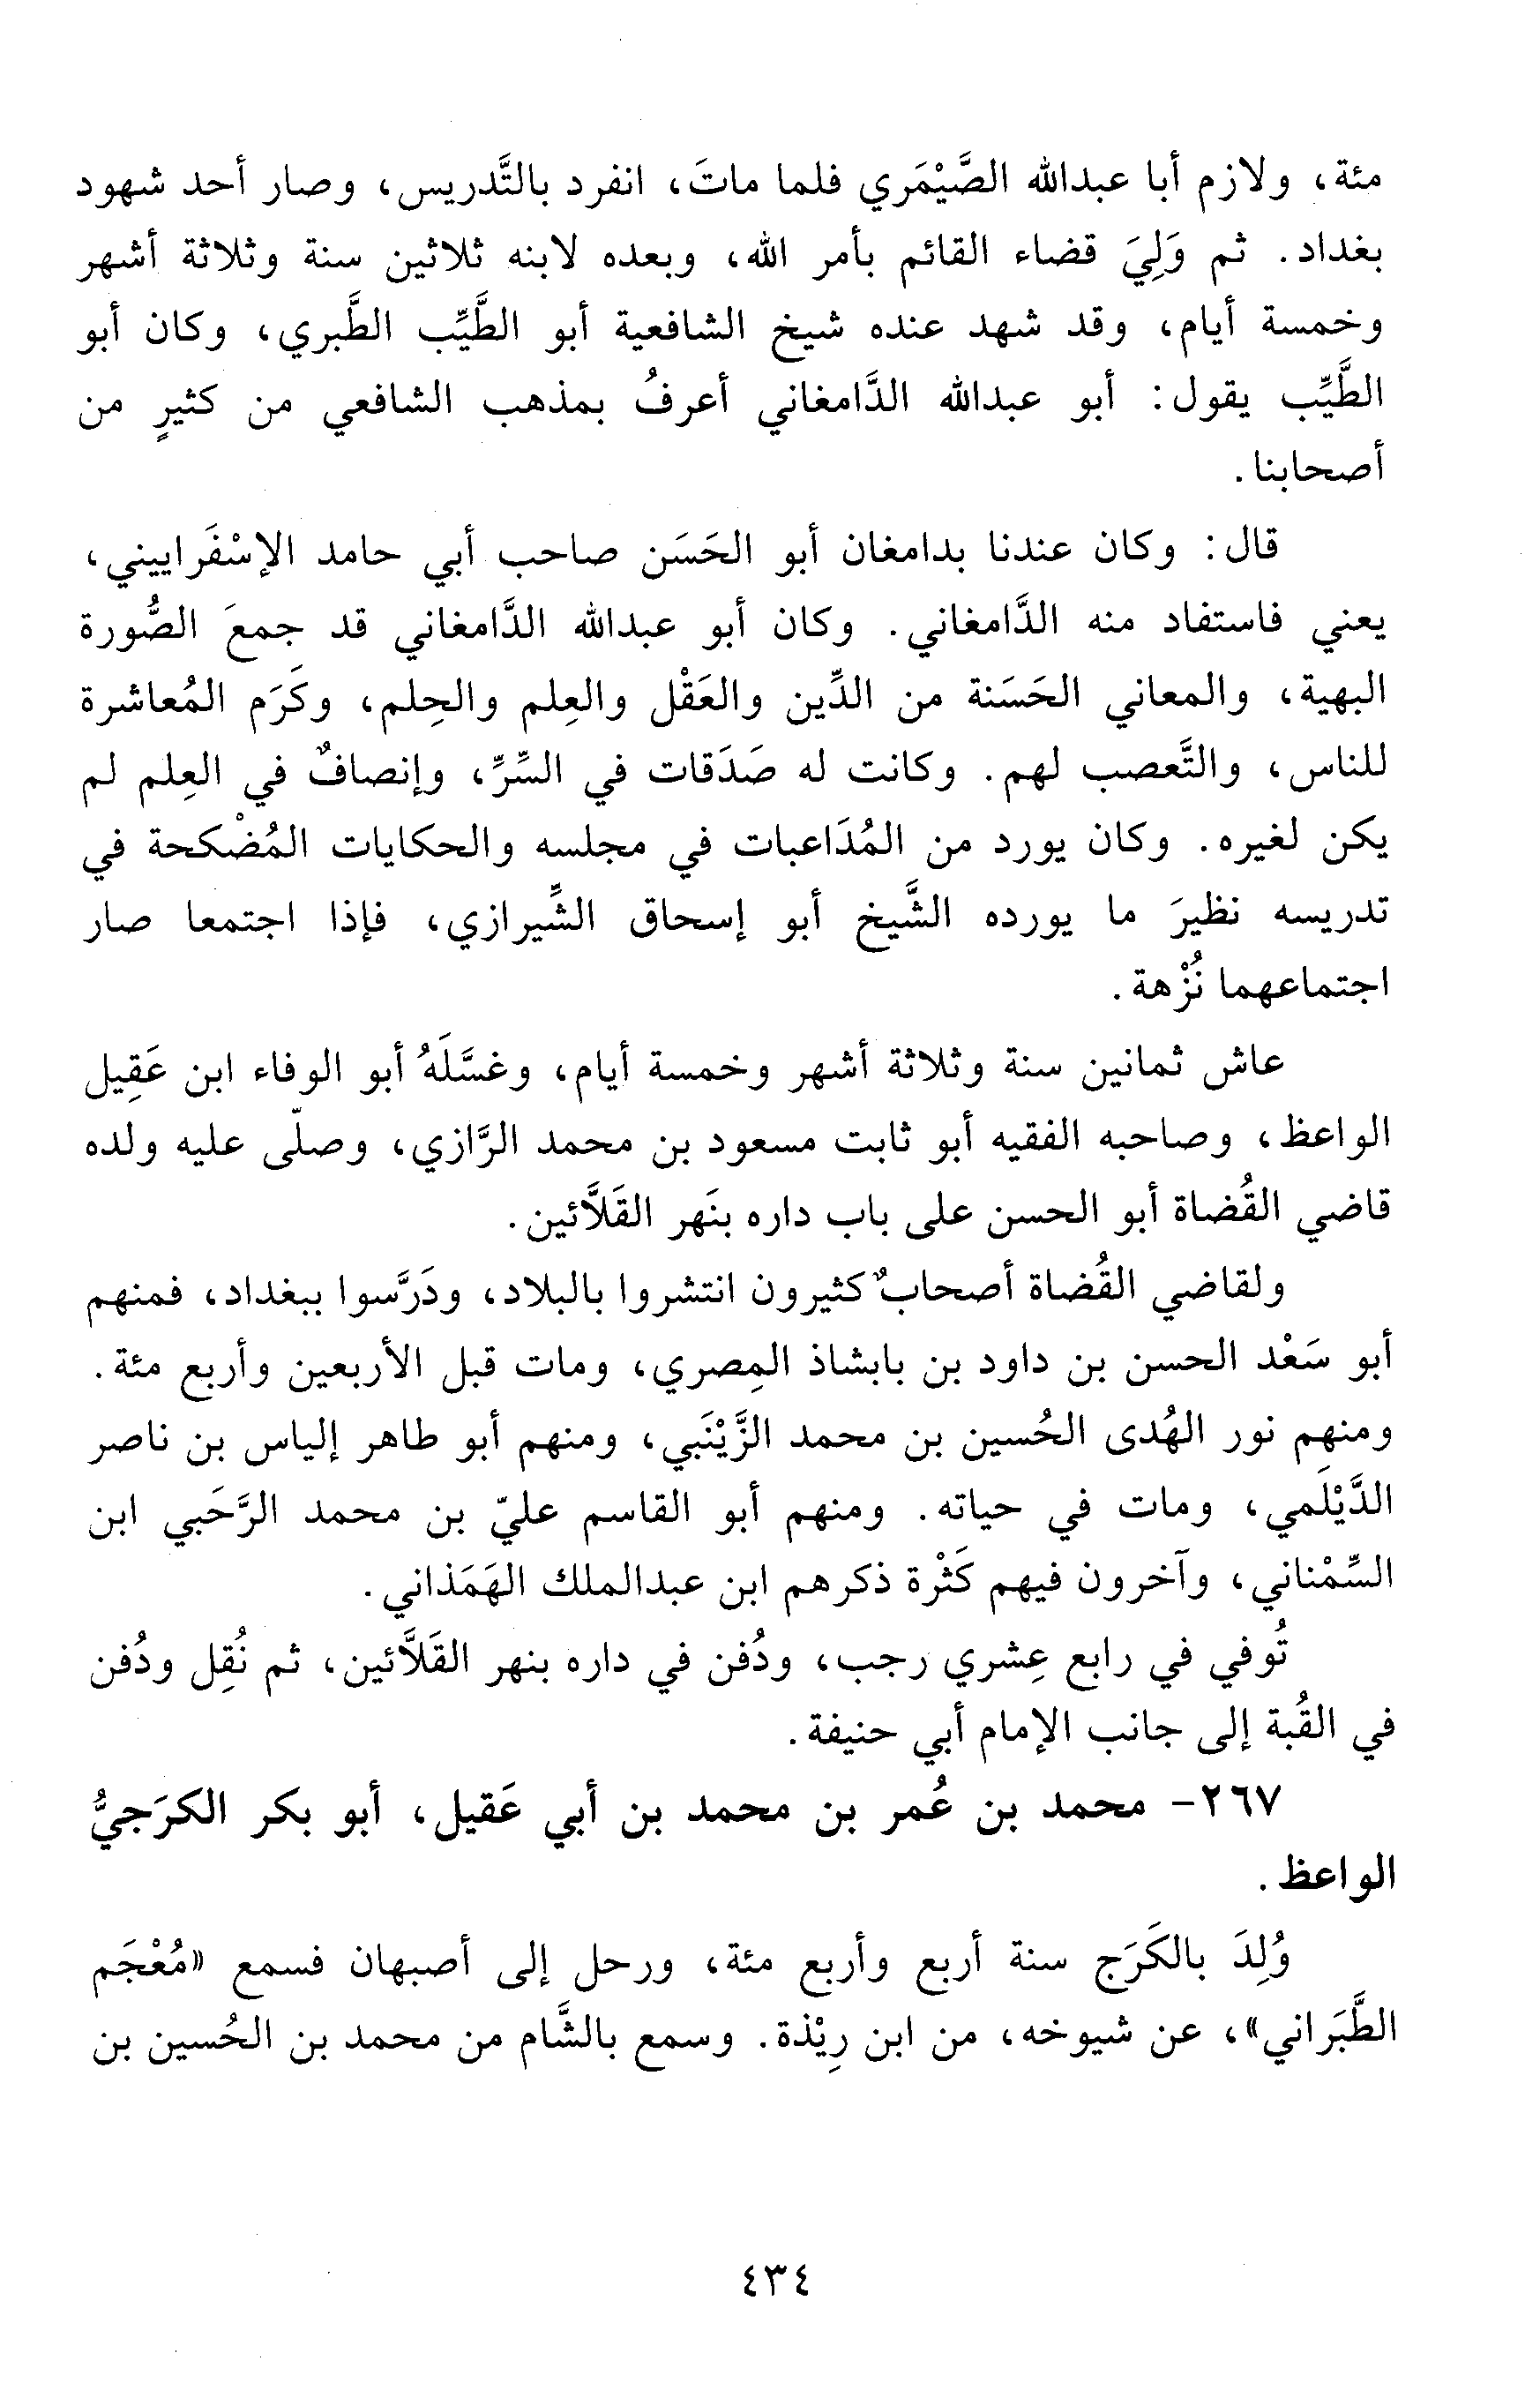 مئة، ولازم أبا عبدالله الصَّيْمَري فلما ماتَ، انفرد بالتَّدريس، وصار أحد شهود
بغداد. ثم وَلِيَ قضاء القائم بأمر الله، وبعده لابنه ثلاثين سنة وثلاثة أشهر
وخمسة أيام، وقد شهد عنده شيخ الشافعية أبو الطَّيِّب الطَّبري، وكان أبو
الطَّيِّب يقول: أبو عبدالله الدَّامغاني أعرفُ بمذهب الشافعي من كثيرٍ من
أصحابنا.
قال: وكان عندنا بدامغان أبو الحَسَن صاحب أبي حامد الإسْفَراييني،
يعني فاستفاد منه الدَّامغاني. وكان أبو عبدالله الدَّامغاني قد جمعَ الصُّورة
البهية، والمعاني الحَسَنة من الدِّين والعَقْل والعِلم والحِلم، وكَرَم المُعاشرة
للناس، والتَّعصب لهم. وكانت له صَدَقات في السِّرِّ، وإنصافٌ في العِلم لم
يكن لغيره. وكان يورد من المُدَاعبات في مجلسه والحكايات المُضْكحة في
تدريسه نظيرَ ما يورده الشَّيخ أبو إسحاق الشِّيرازي، فإذا اجتمعا صار
اجتماعهما نُزْهة.
عاش ثمانين سنة وثلاثة أشهر وخمسة أيام، وغسَّلَهُ أبو الوفاء ابن عَقِيل
الواعظ، وصاحبه الفقيه أبو ثابت مسعود بن محمد الرَّازي، وصلّى عليه ولده
قاضي القُضاة أبو الحسن على باب داره بنَهر القَلاَّئين.
ولقاضي القُضاة أصحابٌ كثيرون انتشروا بالبلاد، ودَرَّسوا ببغداد، فمنهم
أبو سَعْد الحسن بن داود بن بابشاذ المِصري، ومات قبل الأربعين وأربع مئة.
ومنهم نور الهُدى الحُسين بن محمد الزَّيْنَبي، ومنهم أبو طاهر إلياس بن ناصر
الدَّيْلَمي، ومات في حياته. ومنهم أبو القاسم عليّ بن محمد الرَّحَبي ابن
السِّمْناني، وآخرون فيهم كَثْرة ذكرهم ابن عبدالملك الهَمَذاني.
تُوفي في رابع عِشري رجب، ودُفن في داره بنهر القَلاَّئين، ثم نُقِل ودُفن
في القُبة إلى جانب الإمام أبي حنيفة.
٢٦٧- محمد بن عُمر بن محمد بن أبي عَقيل، أبو بكر الكرَجيُّ
الواعظ.
وُلِدَ بالكَرَج سنة أربع وأربع مئة، ورحل إلى أصبهان فسمع «مُعْجَم
الطَّبَراني»، عن شيوخه، من ابن رِيْذة. وسمع بالشَّام من محمد بن الحُسين بن
٤٣٤